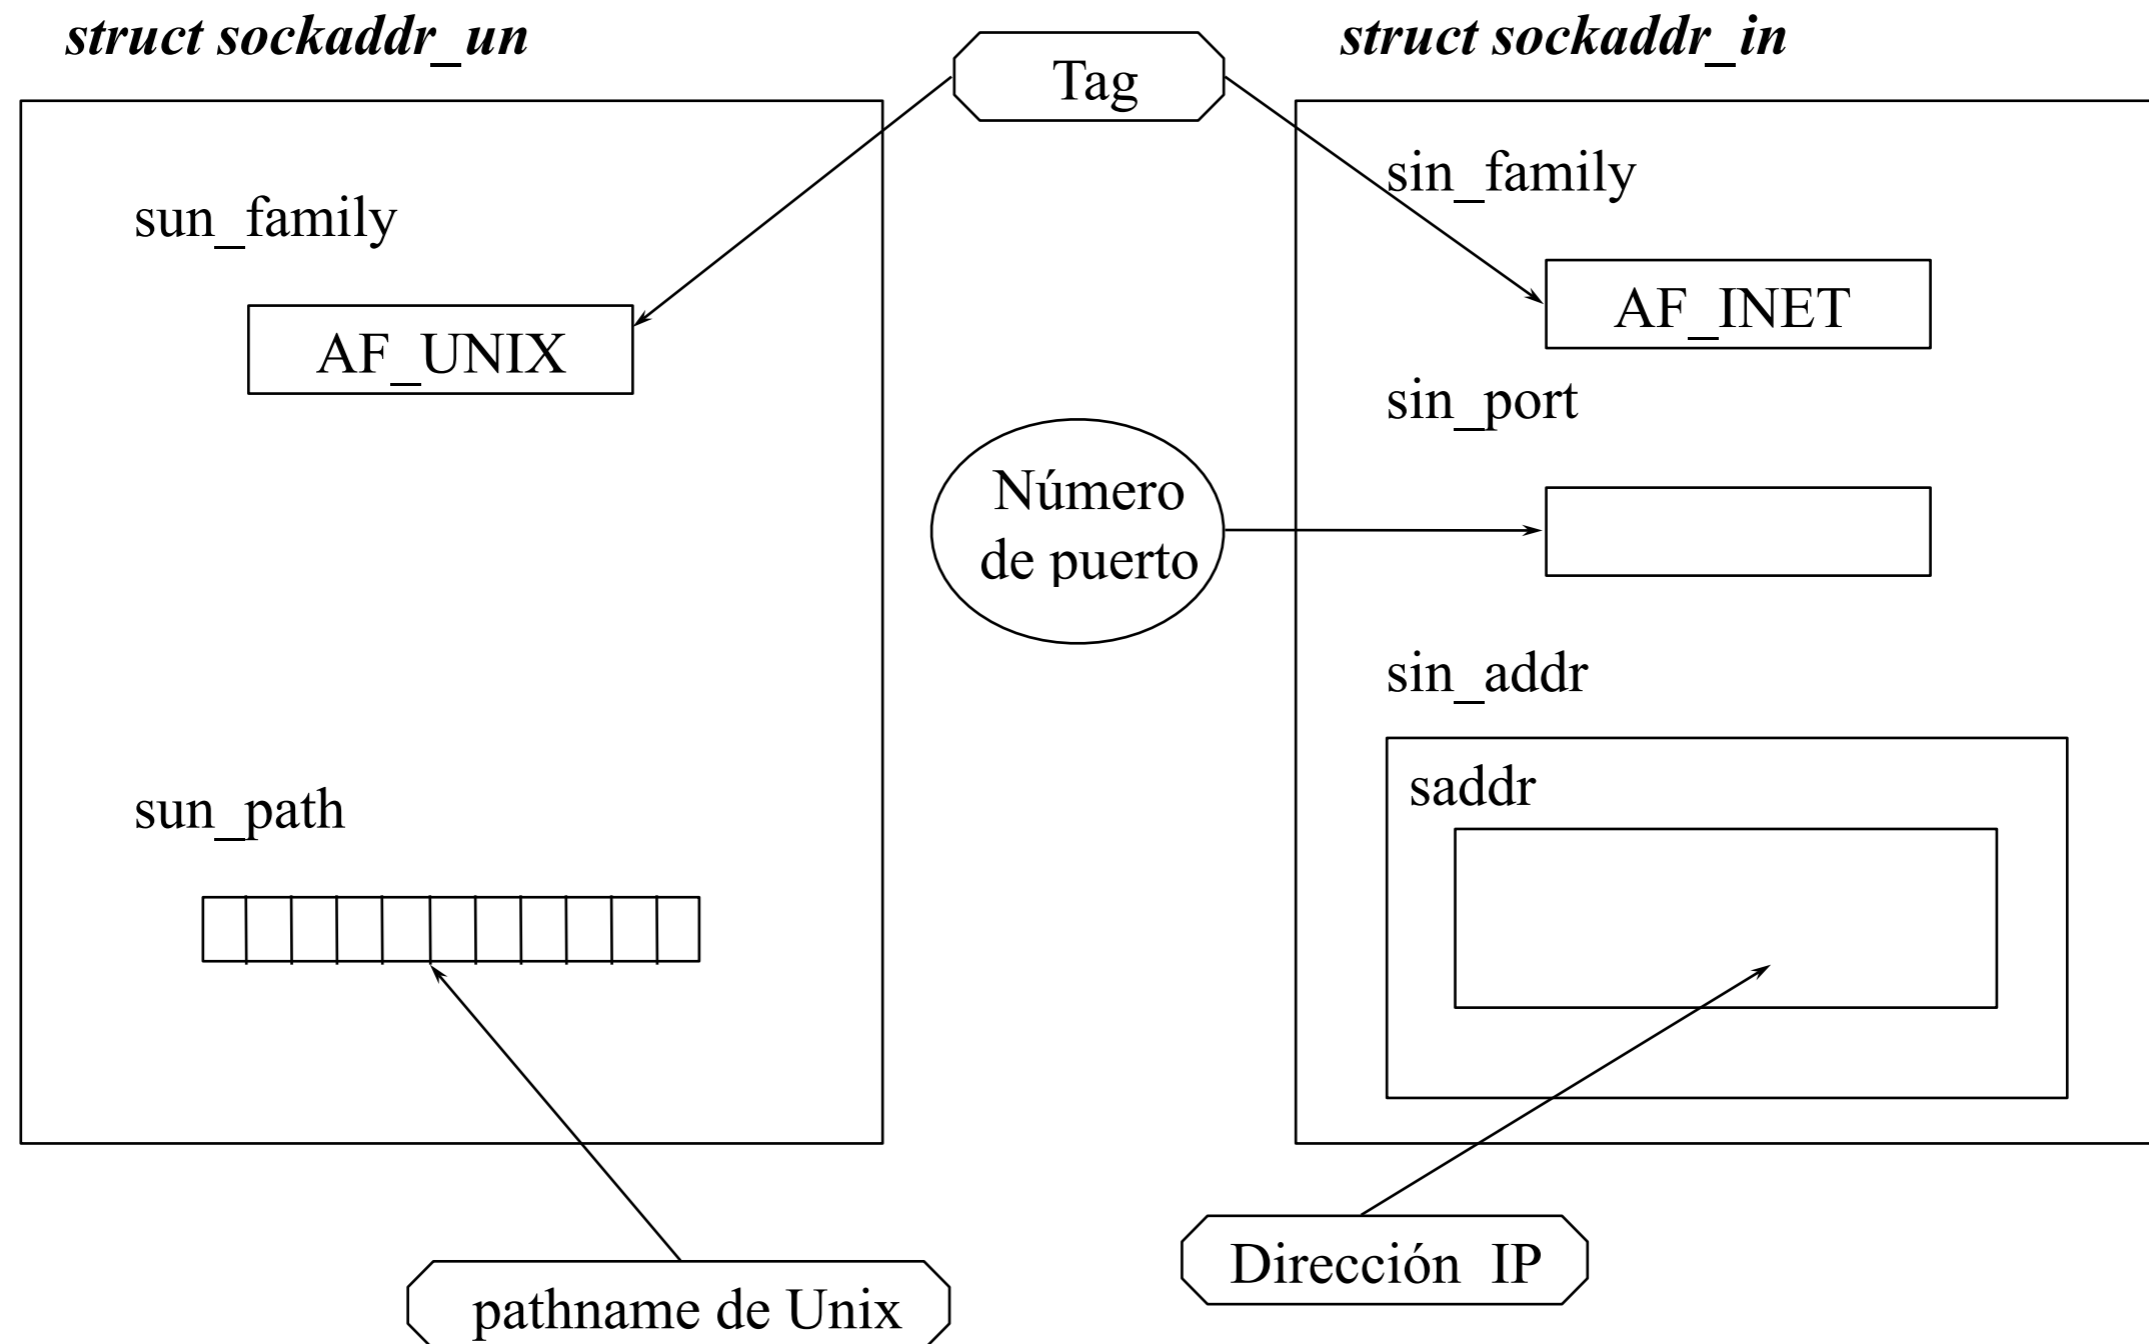 struct sockaddr_un
struct sockaddr_in
Tag
sun_family
AF_UNIX
sin_family
AF_INET
sin_port
Número
de puerto
sin_addr
saddr
sun_path
Dirección IP
pathname de Unix